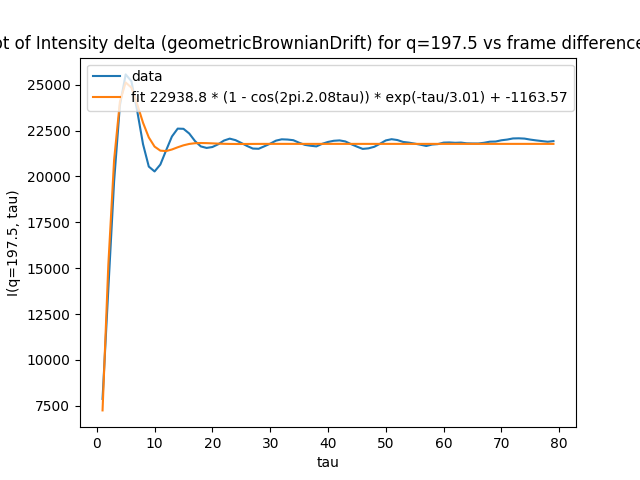 ot of Intensity delta (geometricBrownianDrift) for q=197.5 vs frame difference
data
fit 22938.8 * (1 - cos(2pi.2.08tau)) * exp(-tau/3.01) + -1163.57
25000
22500
20000
17500
15000
12500
10000
7500
I(q=197.5, tau)
0 10 20 30 40 50 60 70 80
tau